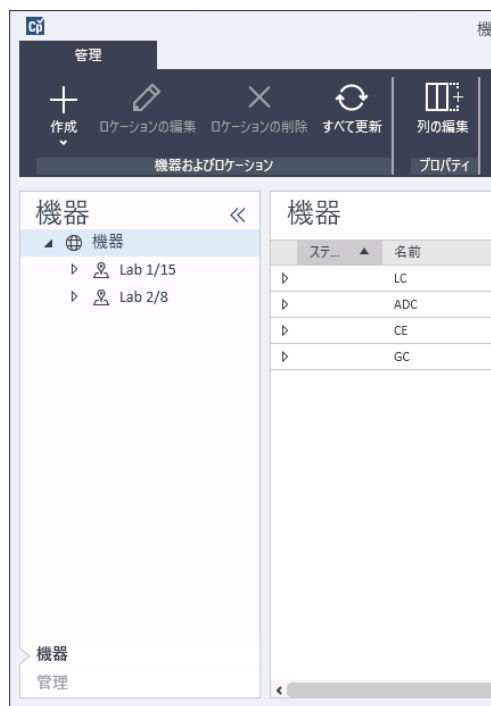 Cp
機
管理
作成
ロケーションの編集
ロケーションの削除
すべて更新
列の編集
機器およびロケーション
プロパティ
機器
機器
Lab 1/15
Lab 2/8
機器
管理
機器
ステ...
名前
LC
ADC
CE
GC